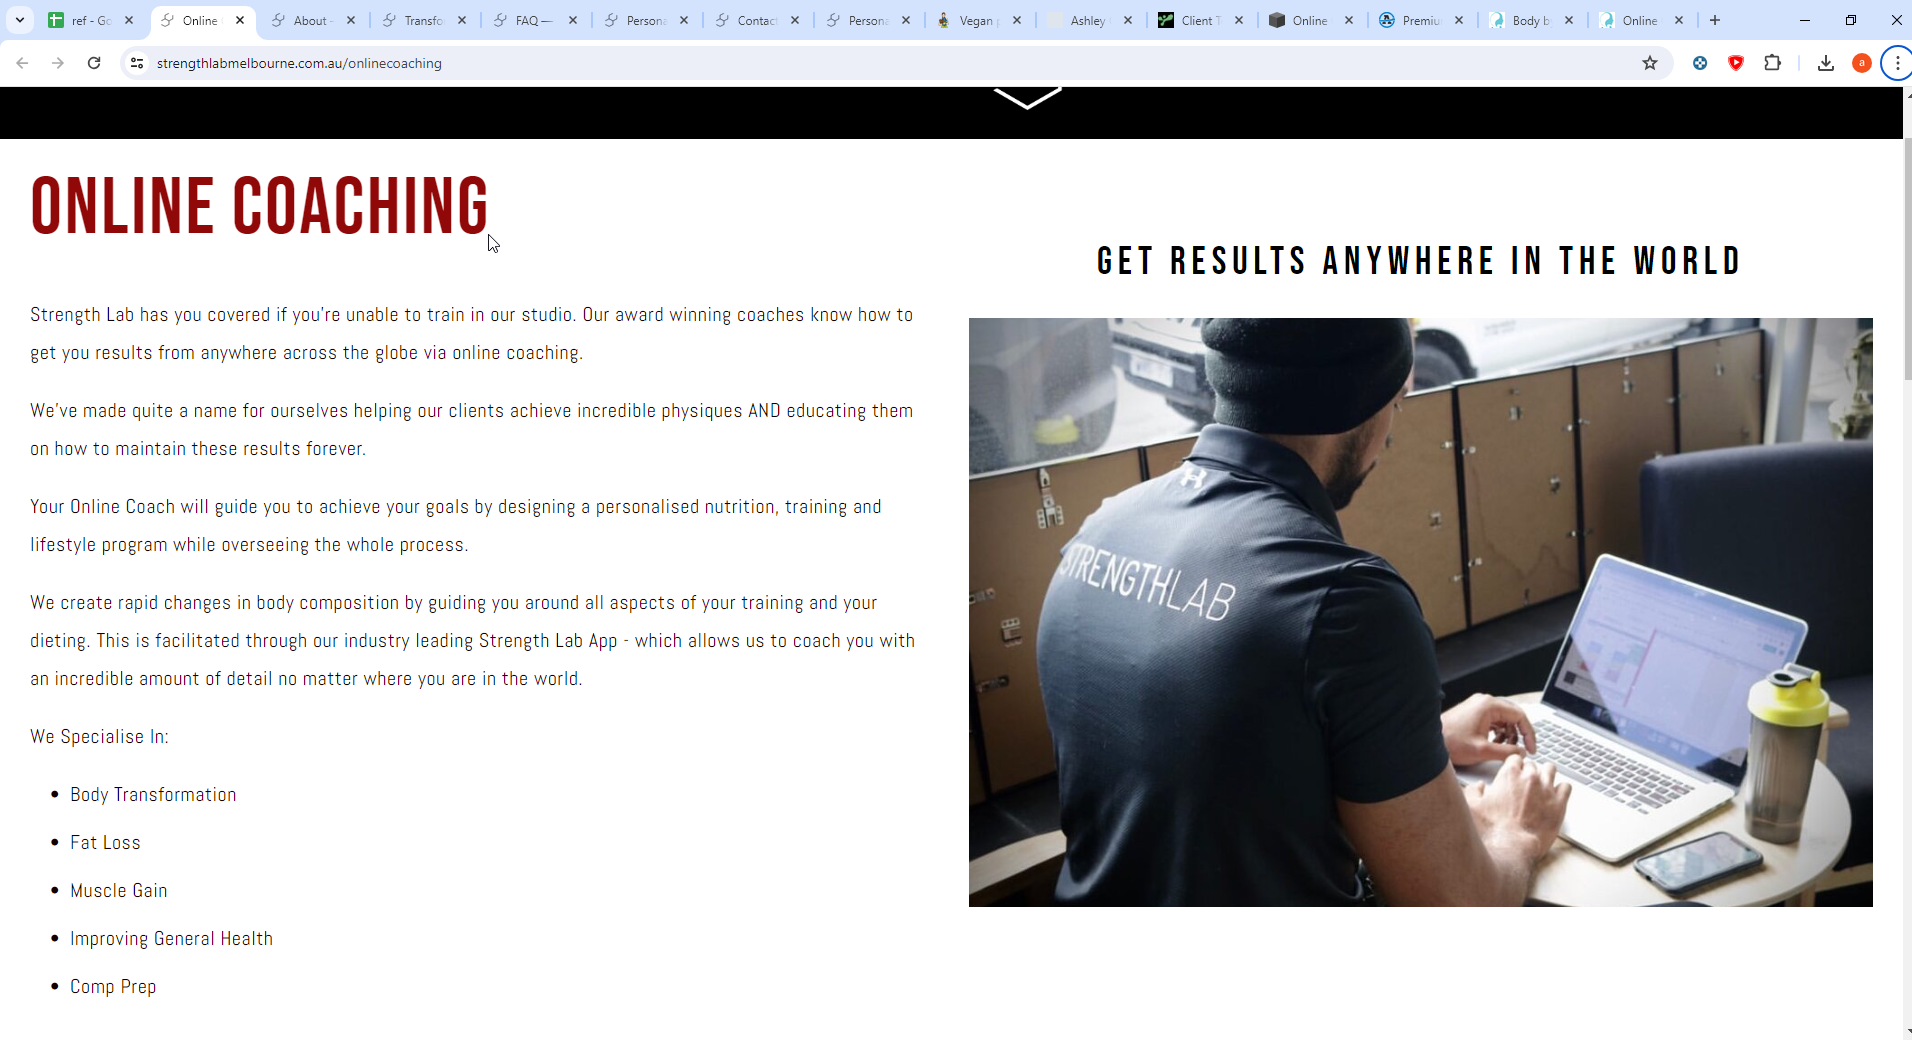 ref - Go
Online
About -
Transfo
FAQ —
Persona
Contac
Persona
Vegan p
Ashley
Client T
Online
Premiu
Body b
Online
strengthlabmelbourne.com.au/onlinecoaching
a
ONLINE COACHING
Strength Lab has you covered if you're unable to train in our studio. Our award winning coaches know how to
get you results from anywhere across the globe via online coaching.
We've made quite a name for ourselves helping our clients achieve incredible physiques AND educating them
on how to maintain these results forever.
Your Online Coach will guide you to achieve your goals by designing a personalised nutrition, training and
lifestyle program while overseeing the whole process.
We create rapid changes in body composition by guiding you around all aspects of your training and your
dieting. This is facilitated through our industry leading Strength Lab App - which allows us to coach you with
an incredible amount of detail no matter where you are in the world.
We Specialise In:
Body Transformation
Fat Loss
Muscle Gain
Improving General Health
Comp Prep
GET RESULTS ANYWHERE IN THE WORLD
STRENGTHLAB